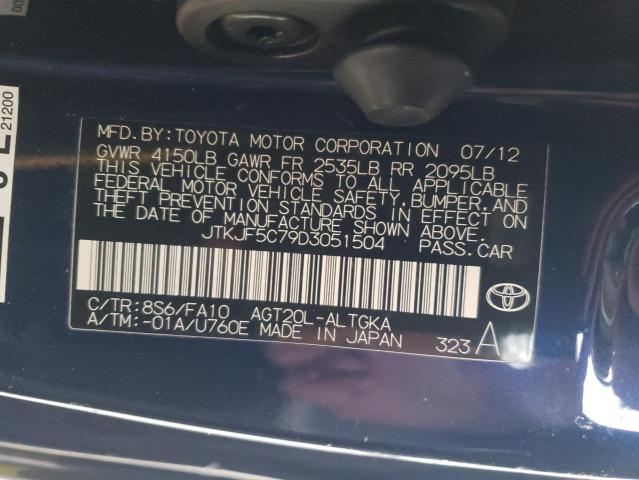 21200
MFD. BY: TOYOTA MOTOR CORPORATION 07/12
GVWR 4150LB GAWR FR 2535LB RR 2095LB
THIS VEHICLE CONFORMS TO ALL APPLICABLE
FEDERAL MOTOR VEHICLE SAFETY, BUMPER, AND
THEFT PREVENTION STANDARDS IN EFFECT ON
THE DATE OF MANUFACTURE SHOWN ABOVE.
JTKJF5C79D3051504 PASS. CAR
C/TR: 8S6/FA10 AGT20L-ALTGKA
A/TM: -01A/U760E MADE IN JAPAN 323 A